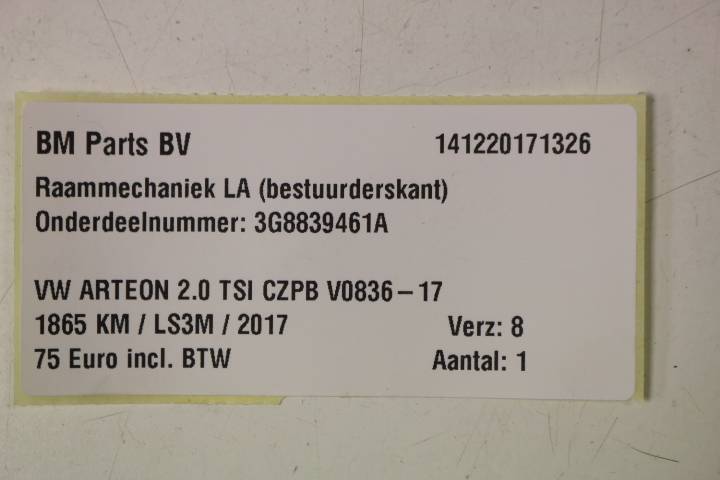 BM Parts BV 141220171326
Raammechaniek LA (bestuurderskant)
Onderdeelnummer: 3G8839461A
VW ARTEON 2.0 TSI CZPB V0836-17
1865 KM / LS3M / 2017 Verz: 8
75 Euro incl. BTW Aantal: 1